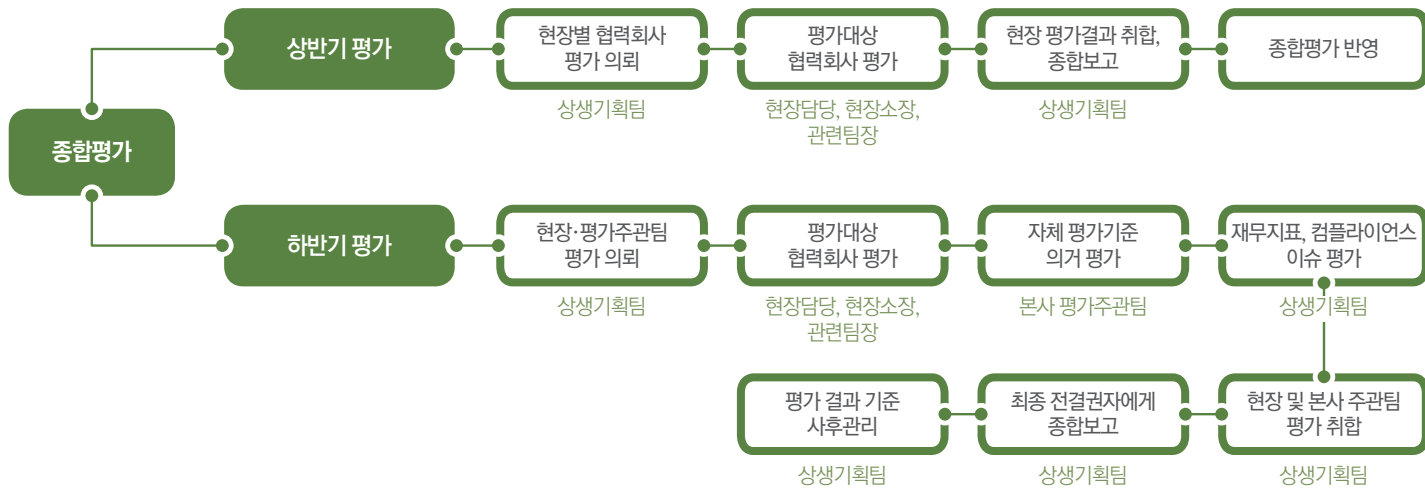 종합평가
상반기 평가
현장별 협력회사
평가 의뢰
상생기획팀
평가대상
협력회사 평가
현장담당, 현장소장,
관련팀장
현장 평가결과 취합,
종합보고
상생기획팀
종합평가 반영
하반기 평가
현장·평가주관팀
평가 의뢰
상생기획팀
평가대상
협력회사 평가
현장담당, 현장소장,
관련팀장
자체 평가기준
의거 평가
본사 평가주관팀
재무지표, 컴플라이언스
이슈 평가
상생기획팀
현장 및 본사 주관팀
평가 취합
상생기획팀
최종 전결권자에게
종합보고
상생기획팀
평가 결과 기준
사후관리
상생기획팀